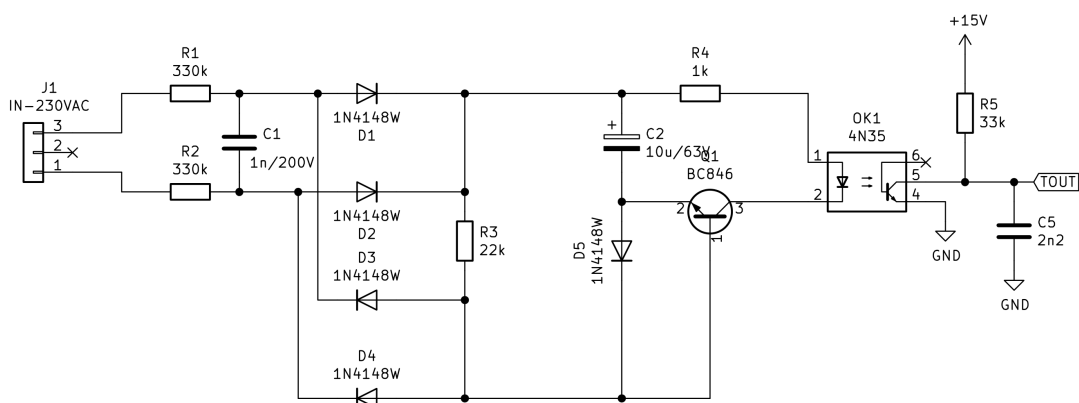 +15V
R1
330k
R4
1k
J1
IN-230VAC
R5
33k
OK1
4N35
3
2
1
C1
1n/200V
1N4148W
D1
+
C2
10u/63V
Q1
BC846
R2
330k
1
2
6
5
4
TOUT
2
3
1
1N4148W
D2
R3
22k
D5
1N4148W
C5
2n2
GND
GND
D3
1N4148W
D4
1N4148W